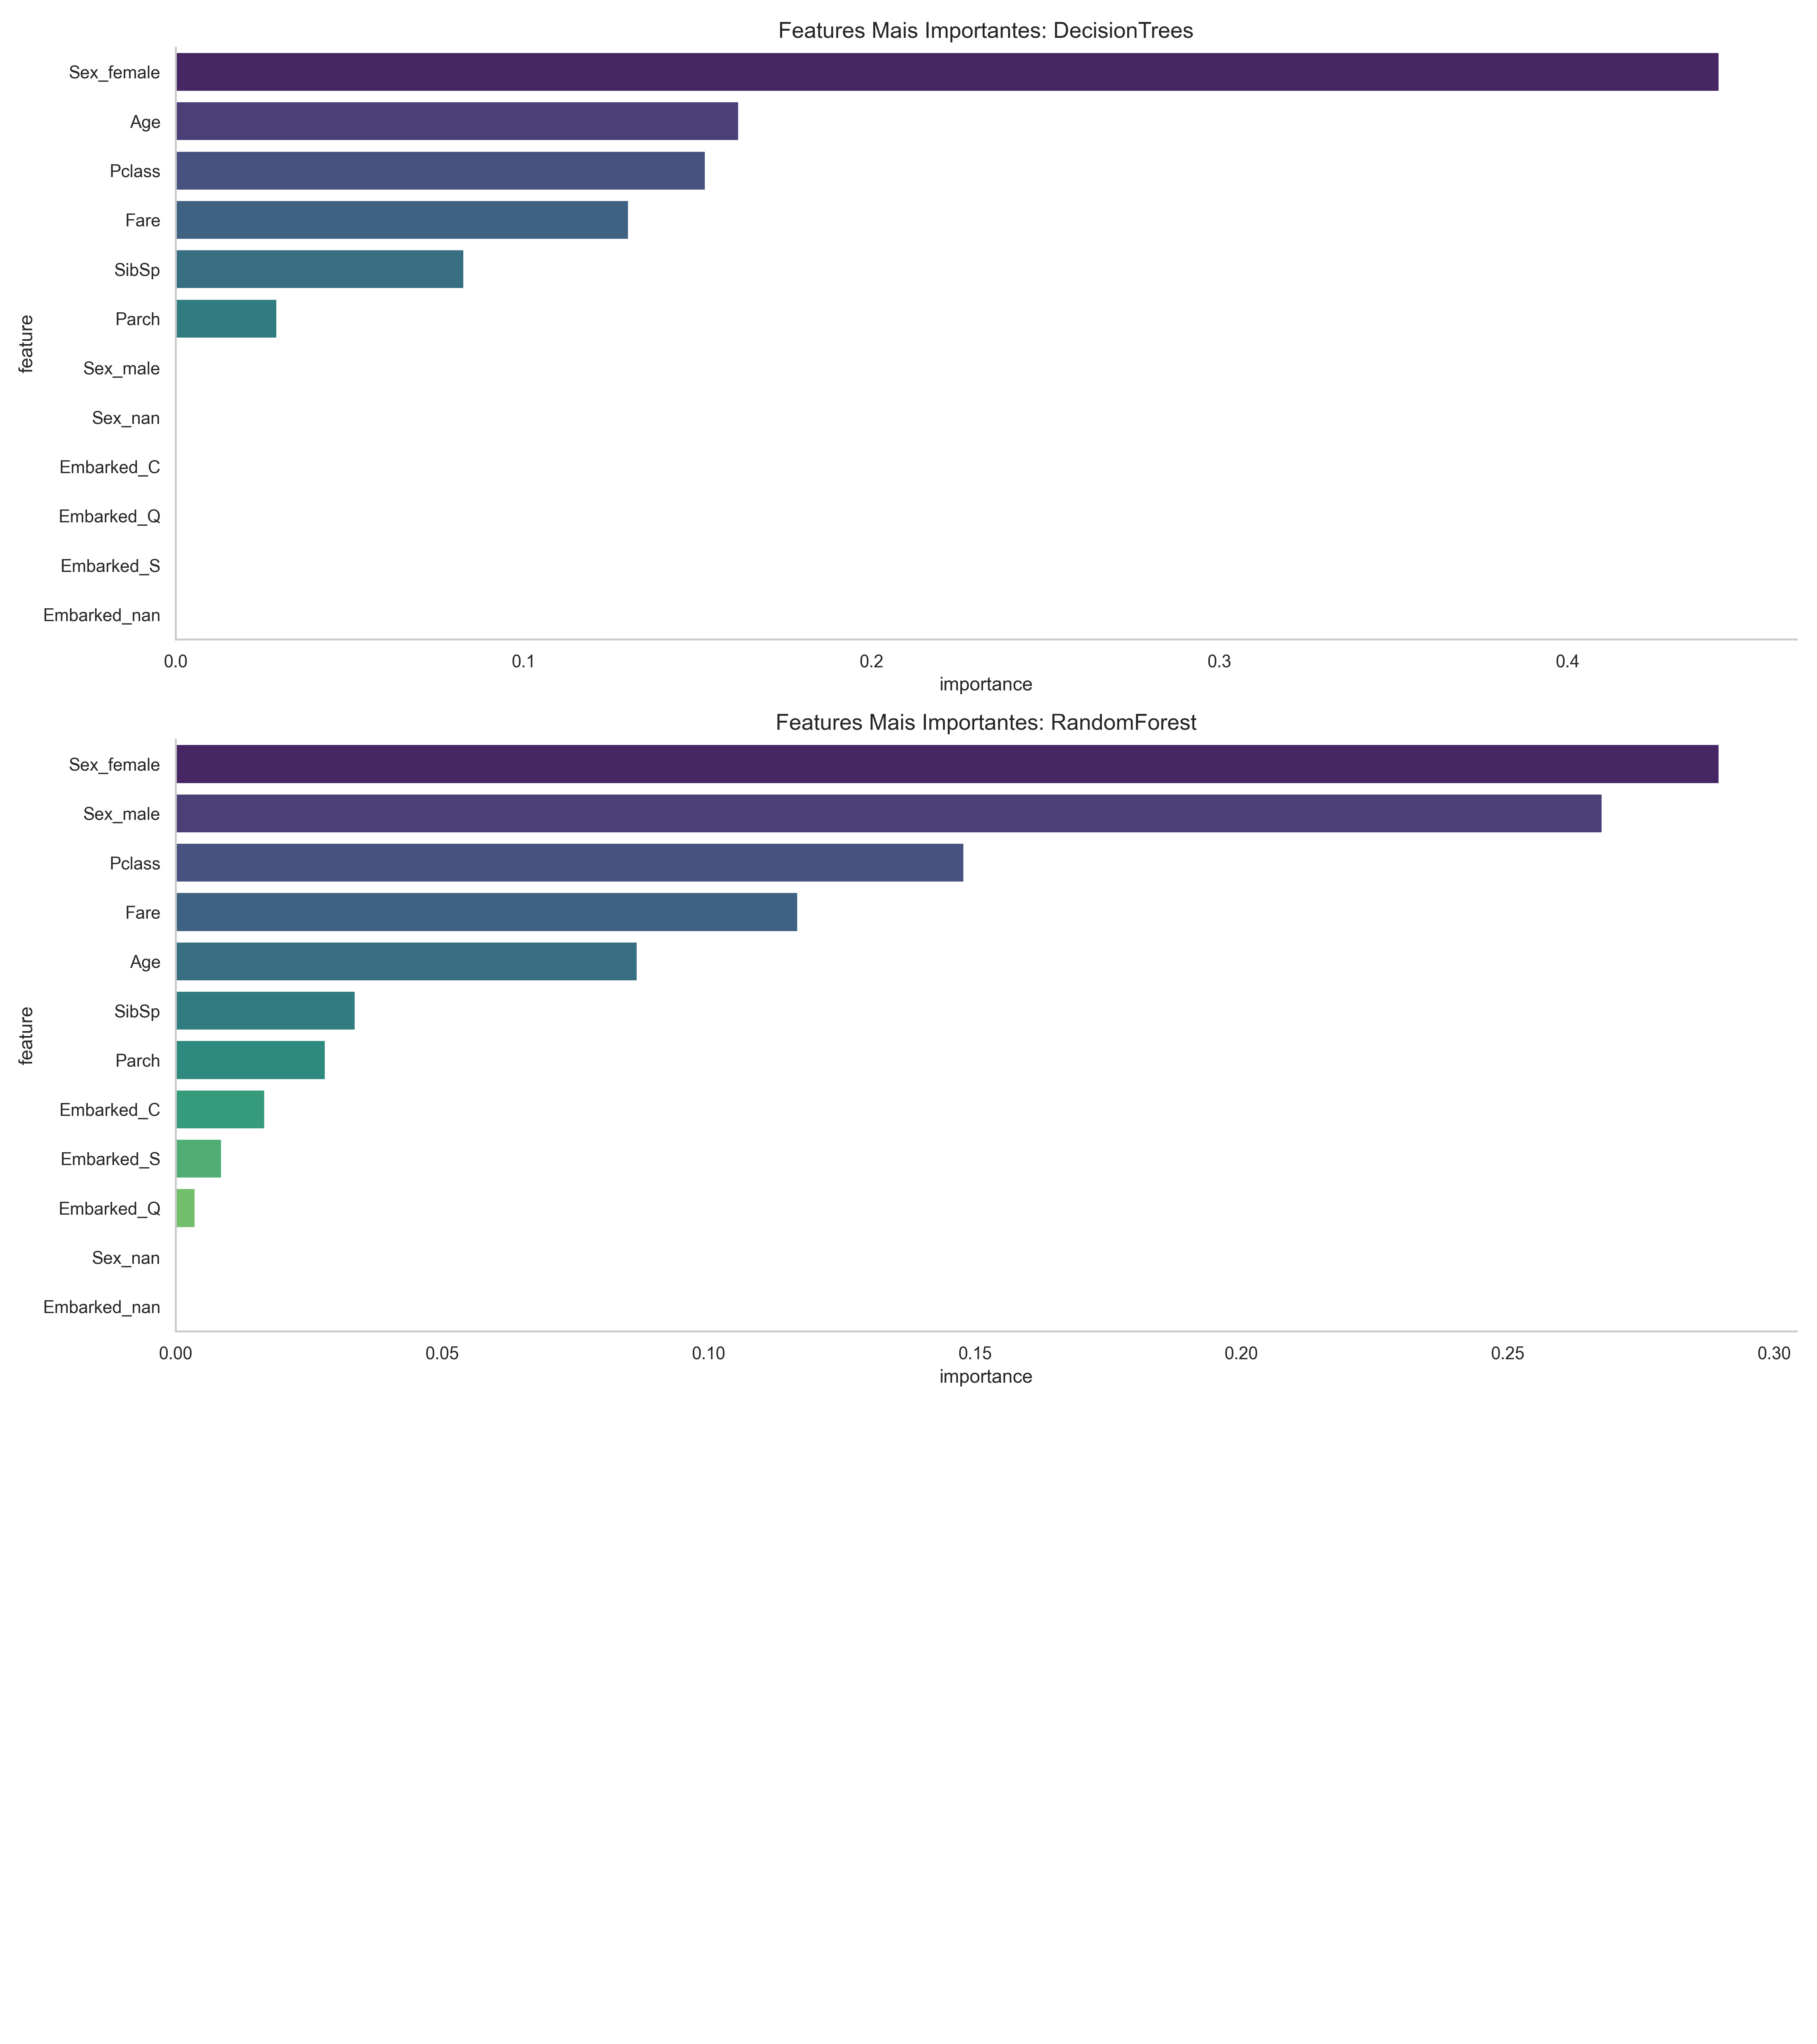 Features Mais Importantes: DecisionTrees
Sex_female
Age
Pclass
Fare
SibSp
Parch
Sex_male
Sex_nan
Embarked_C
Embarked_Q
Embarked_S
Embarked_nan
feature
0.0 0.1 0.2 0.3 0.4
importance
Features Mais Importantes: RandomForest
Sex_female
Sex_male
Pclass
Fare
Age
SibSp
Parch
Embarked_C
Embarked_S
Embarked_Q
Sex_nan
Embarked_nan
feature
0.00 0.05 0.10 0.15 0.20 0.25 0.30
importance